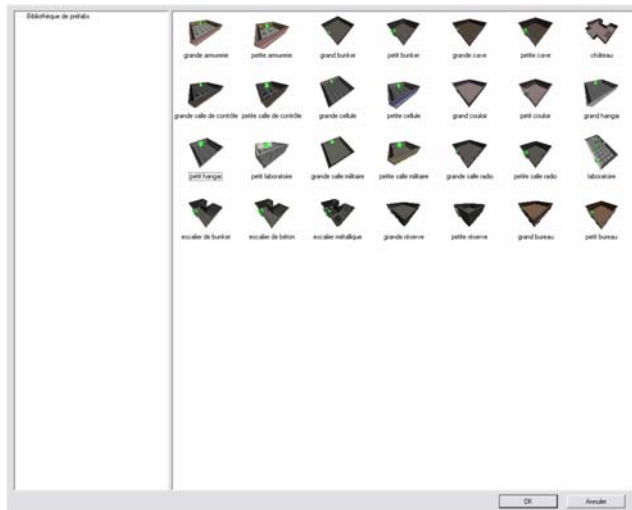 Bibliothèque de préfabs
grande armurerie petite armurerie grand bunker petit bunker grande cave petite cave château
grande salle de contrôle petite salle de contrôle grande cellule petite cellule grand couloir petit couloir grand hangar
petit hangar petit laboratoire grande salle militaire petite salle militaire grande salle radio petite salle radio laboratoire
escalier de bunker escalier de béton escalier métallique grande réserve petite réserve grand bureau petit bureau
OK Annuler